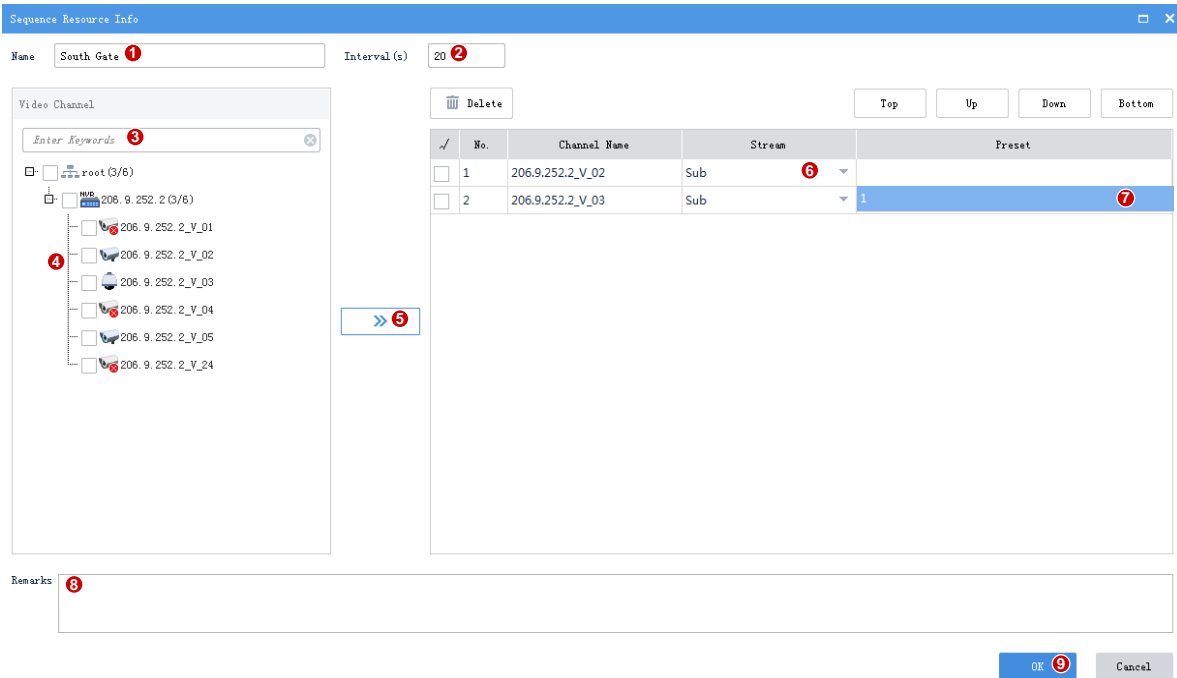 Sequence Resource Info
Name South Gate 1 Interval(s) 20 2
Video Channel
Enter Keywords 3
root(3/6)
NVR 206.9.252.2(3/6)
206.9.252.2_V_01
206.9.252.2_V_02
4
206.9.252.2_V_03
206.9.252.2_V_04
206.9.252.2_V_05
206.9.252.2_V_24
5
Delete Top Up Down Bottom
No. Channel Name Stream Preset
1 206.9.252.2_V_02 Sub 6
2 206.9.252.2_V_03 Sub 1 7
Remarks 8
OK 9 Cancel